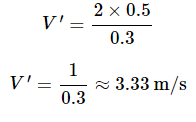 V′ = 2 × 0.5 / 0.3
V′ = 1 / 0.3 ≈ 3.33 m/s